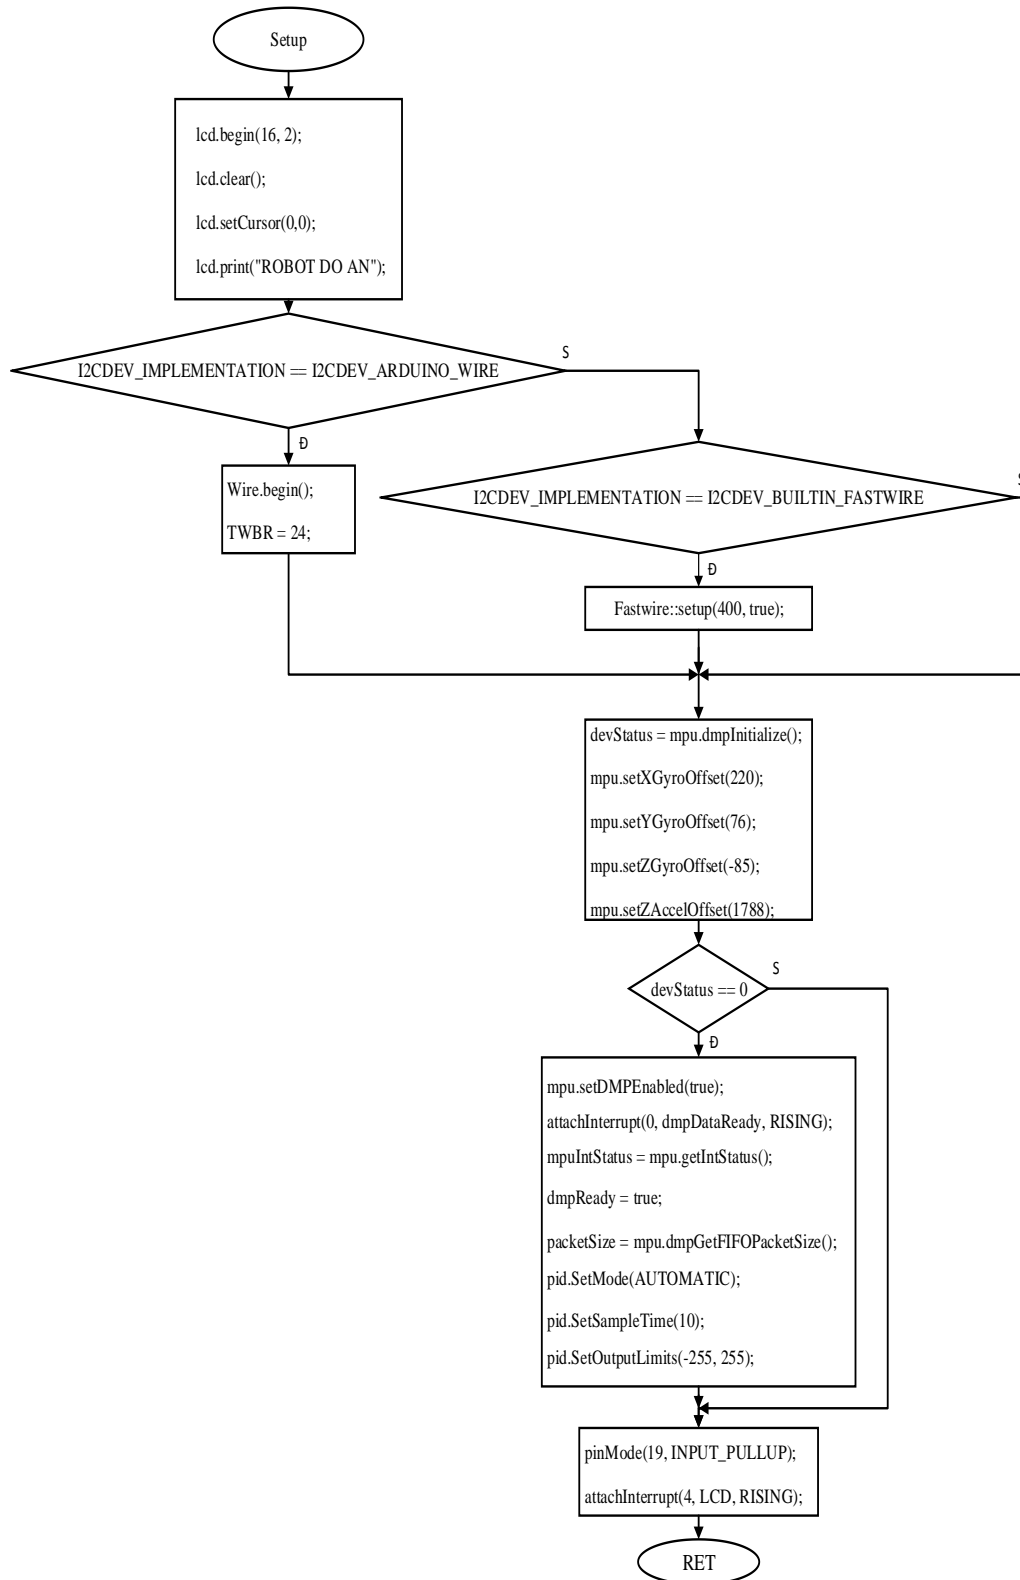 Setup
lcd.begin(16, 2);
lcd.clear();
lcd.setCursor(0,0);
lcd.print("ROBOT DO AN");
I2CDEV_IMPLEMENTATION == I2CDEV_ARDUINO_WIRE
S
Đ
Wire.begin();
TWBR = 24;
I2CDEV_IMPLEMENTATION == I2CDEV_BUILTIN_FASTWIRE
S
Đ
Fastwire::setup(400, true);
devStatus = mpu.dmpInitialize();
mpu.setXGyroOffset(220);
mpu.setYGyroOffset(76);
mpu.setZGyroOffset(-85);
mpu.setZAccelOffset(1788);
devStatus == 0
S
Đ
mpu.setDMPEnabled(true);
attachInterrupt(0, dmpDataReady, RISING);
mpuIntStatus = mpu.getIntStatus();
dmpReady = true;
packetSize = mpu.dmpGetFIFOPacketSize();
pid.SetMode(AUTOMATIC);
pid.SetSampleTime(10);
pid.SetOutputLimits(-255, 255);
pinMode(19, INPUT_PULLUP);
attachInterrupt(4, LCD, RISING);
RET